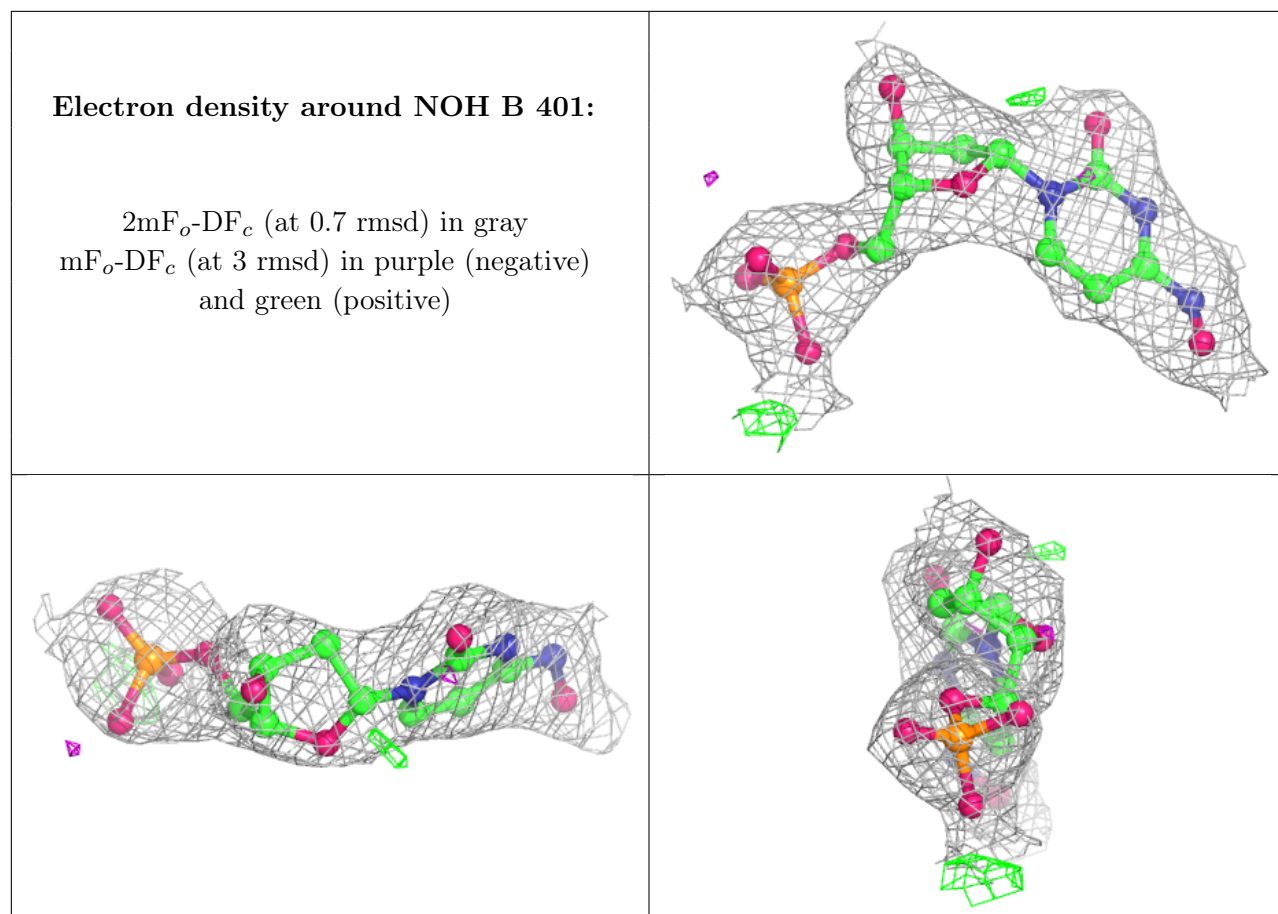 Electron density around NOH B 401:
2mFo-DFc (at 0.7 rmsd) in gray
mFo-DFc (at 3 rmsd) in purple (negative)
and green (positive)